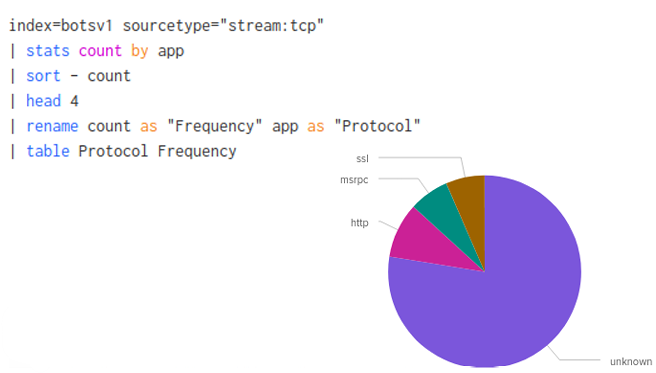 index=botsv1 sourcetype="stream:tcp"
| stats count by app
| sort - count
| head 4
| rename count as "Frequency" app as "Protocol"
| table Protocol Frequency
ssl
msrpc
http
unknown